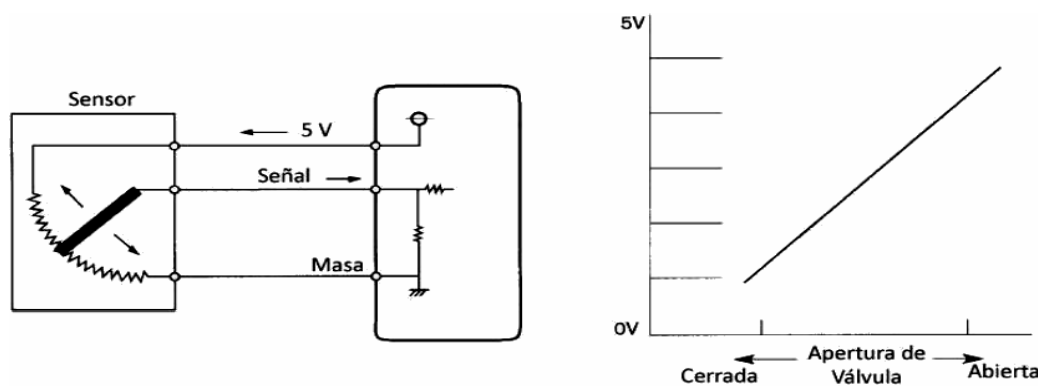 Sensor
5 V
Señal
Masa
5V
0V
Apertura de
Válvula
Cerrada
Abierta